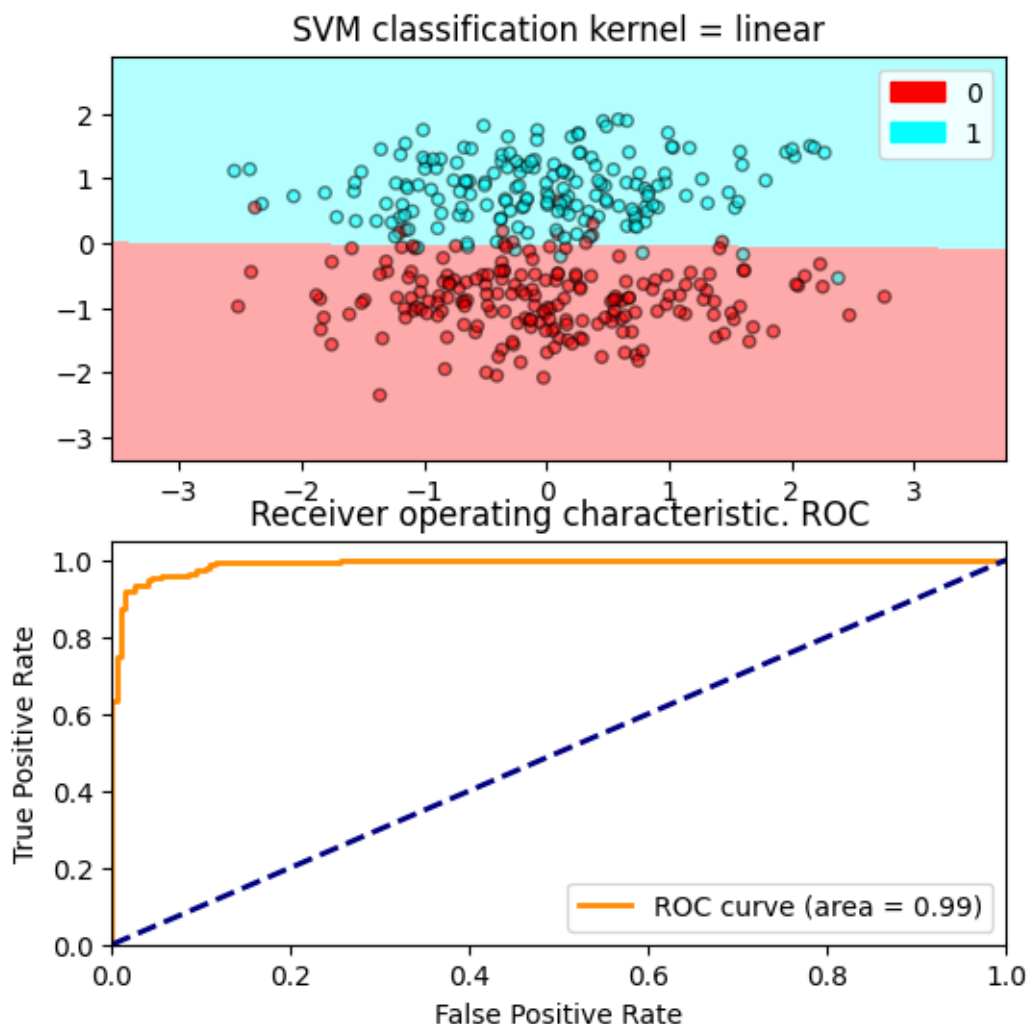 SVM classification kernel = linear
0
1
2
1
0
−1
−2
−3
−3 −2 −1 0 1 2 3
Receiver operating characteristic. ROC
1.0
0.8
0.6
0.4
0.2
0.0
True Positive Rate
ROC curve (area = 0.99)
0.0 0.2 0.4 0.6 0.8 1.0
False Positive Rate